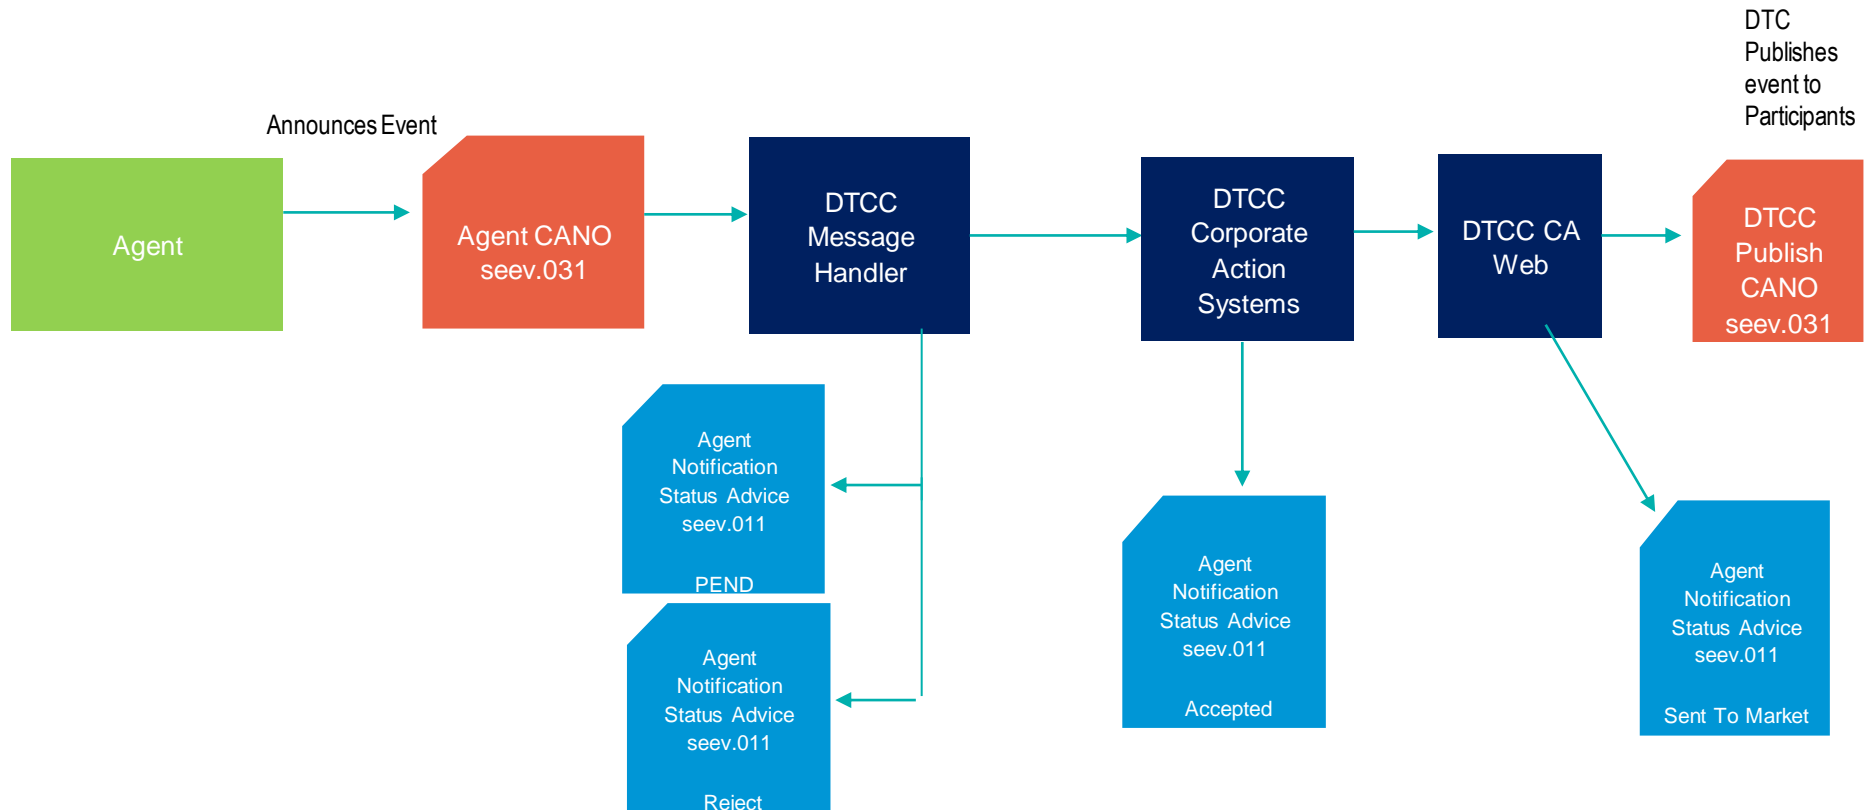 DTC
Publishes
event to
Participants
Announces Event
Agent
Agent CANO
seev.031
DTCC
Message
Handler
DTCC
Corporate
Action
Systems
DTCC CA
Web
DTCC
Publish
CANO
seev.031
Agent
Notification
Status Advice
seev.011
PEND
Agent
Notification
Status Advice
seev.011
Reject
Agent
Notification
Status Advice
seev.011
Accepted
Agent
Notification
Status Advice
seev.011
Sent To Market